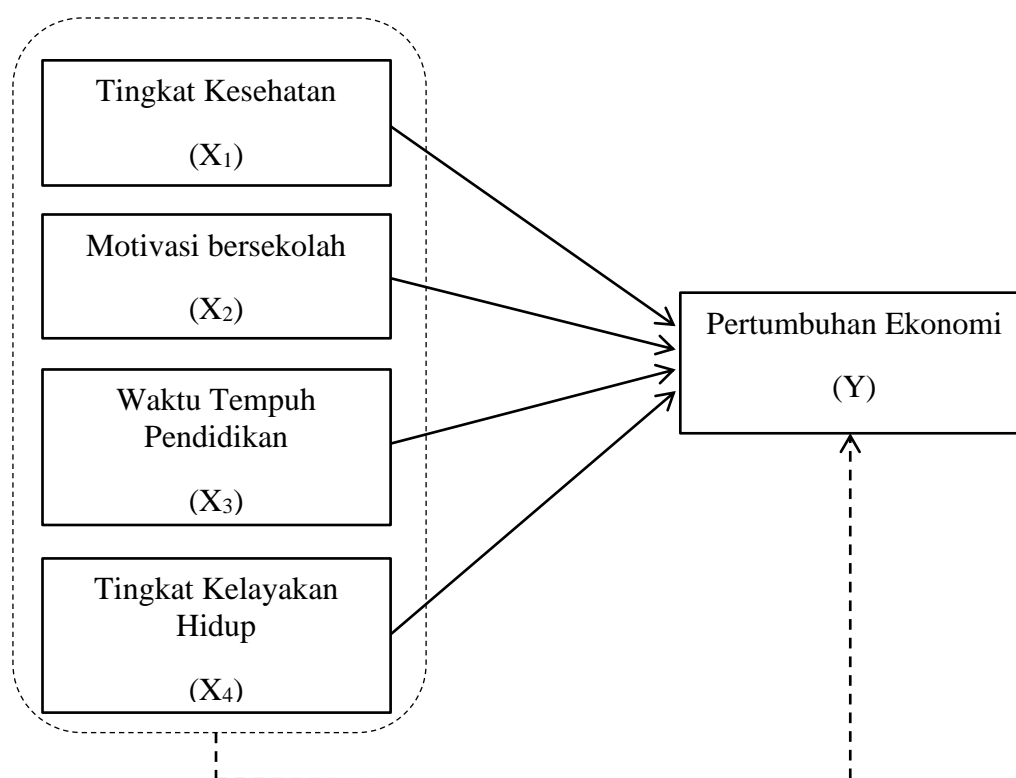 Tingkat Kesehatan
(X₁)
Motivasi bersekolah
(X₂)
Waktu Tempuh
Pendidikan
(X₃)
Tingkat Kelayakan
Hidup
(X₄)
Pertumbuhan Ekonomi
(Y)